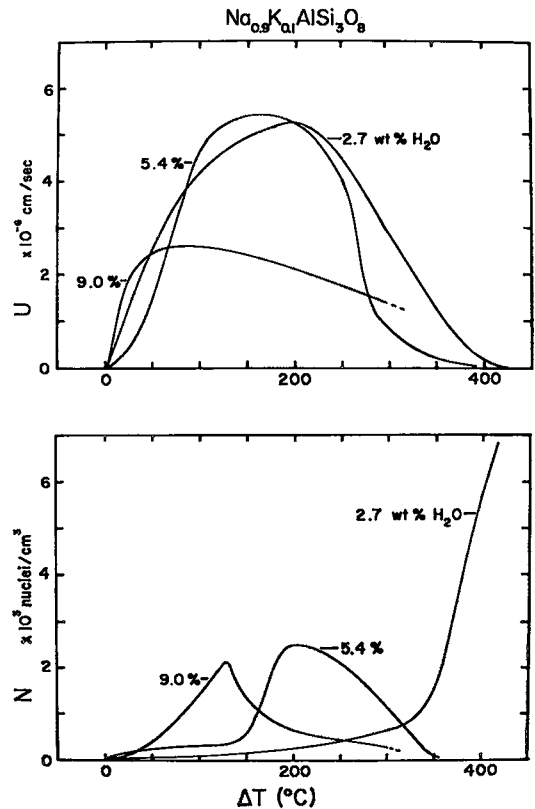 Na₀.₉K₀.₁AlSi₃O₈
6
4
2
0
U x10⁻⁶ cm/sec
2.7 wt% H₂O
5.4%
9.0%
0 200 400
6
4
2
0
N x10³ nuclei/cm³
2.7 wt% H₂O
5.4%
9.0%
0 200 400
ΔT (°C)